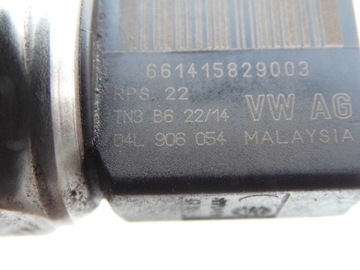 661415829003
RPS. 22
TN3 B6 22/14 VW AG
04L 906 054 MALAYSIA